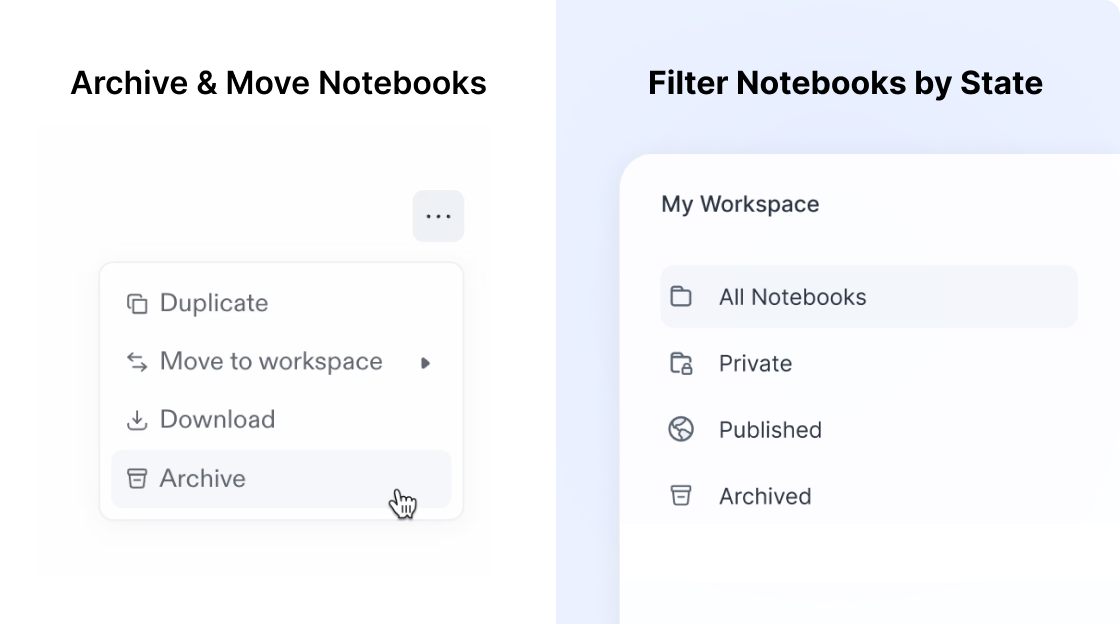 Archive & Move Notebooks
Duplicate
Move to workspace
Download
Archive
Filter Notebooks by State
My Workspace
All Notebooks
Private
Published
Archived